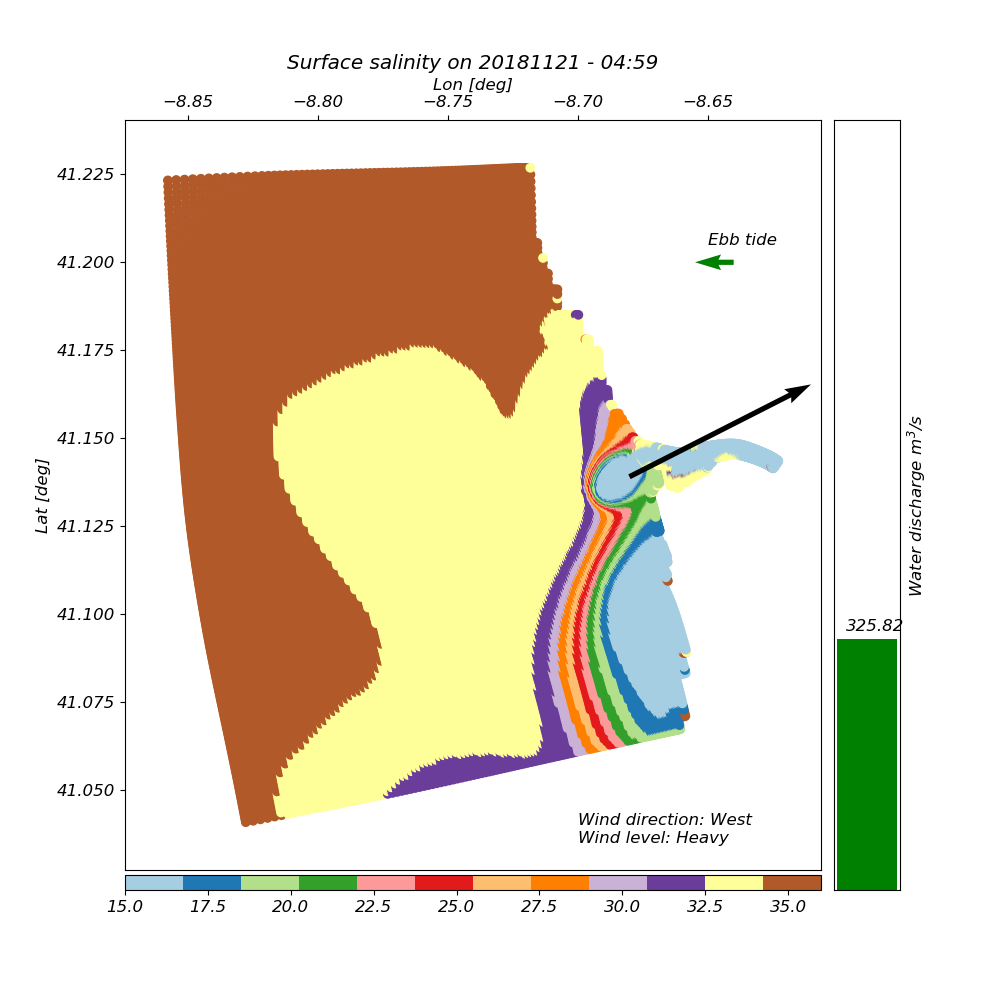 Surface salinity on 20181121 - 04:59
Lon [deg]
−8.85 −8.80 −8.75 −8.70 −8.65
41.225
41.200
41.175
41.150
41.125
41.100
41.075
41.050
Lat [deg]
Ebb tide
Wind direction: West
Wind level: Heavy
325.82
Water discharge m³/s
15.0 17.5 20.0 22.5 25.0 27.5 30.0 32.5 35.0